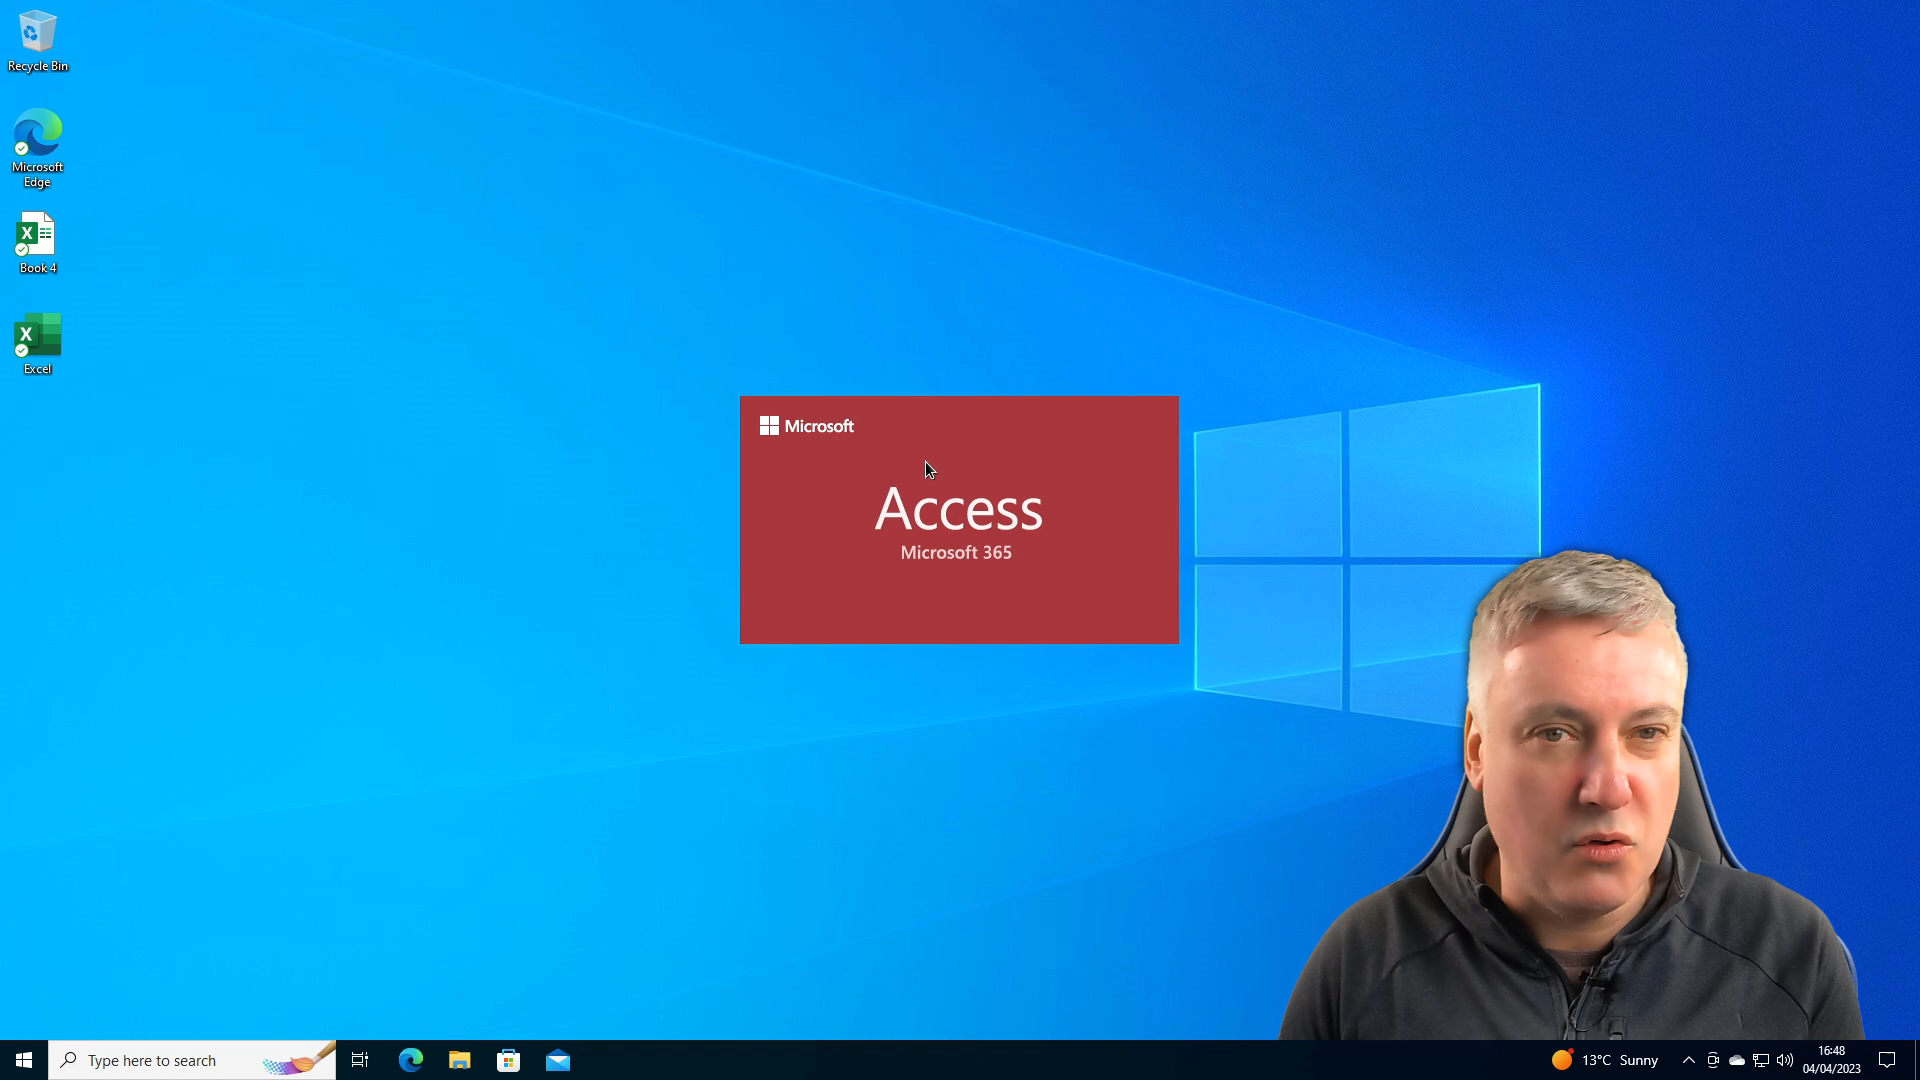 Recycle Bin
Microsoft
Edge
Book 4
Excel
Microsoft
Access
Microsoft 365
Type here to search
13°C Sunny
16:48
04/04/2023